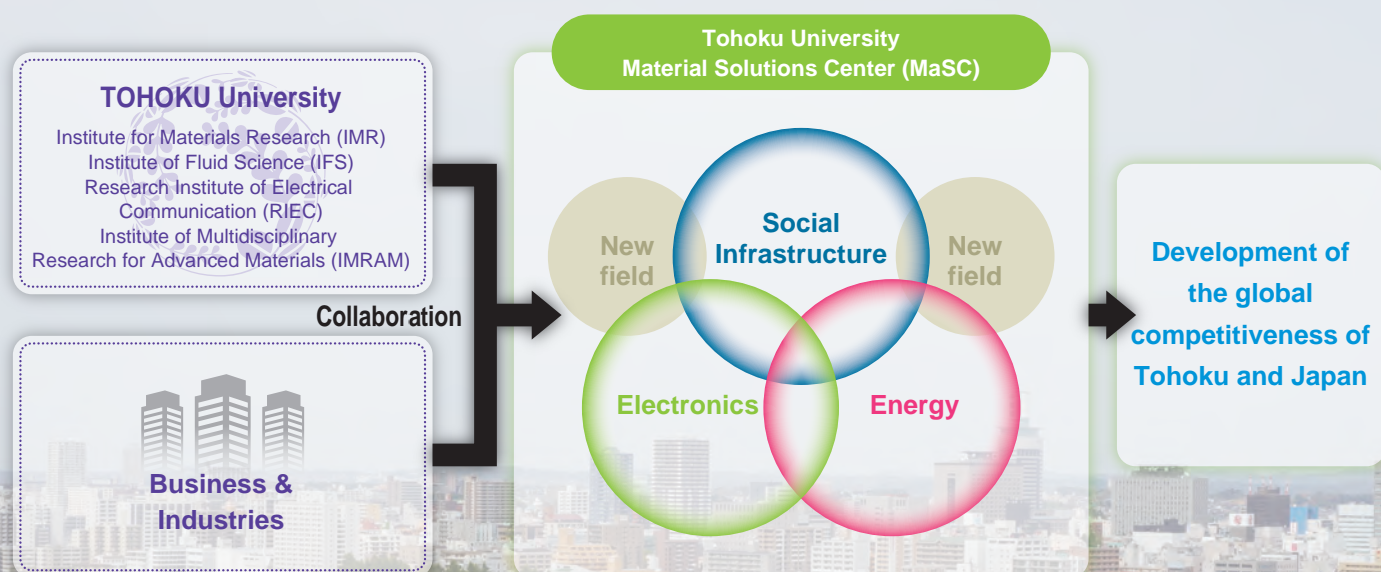 TOHOKU University
Institute for Materials Research (IMR)
Institute of Fluid Science (IFS)
Research Institute of Electrical
Communication (RIEC)
Institute of Multidisciplinary
Research for Advanced Materials (IMRAM)
Collaboration
Business &
Industries
Tohoku University
Material Solutions Center (MaSC)
New
field
Social
Infrastructure
New
field
Electronics
Energy
Development of
the global
competitiveness of
Tohoku and Japan